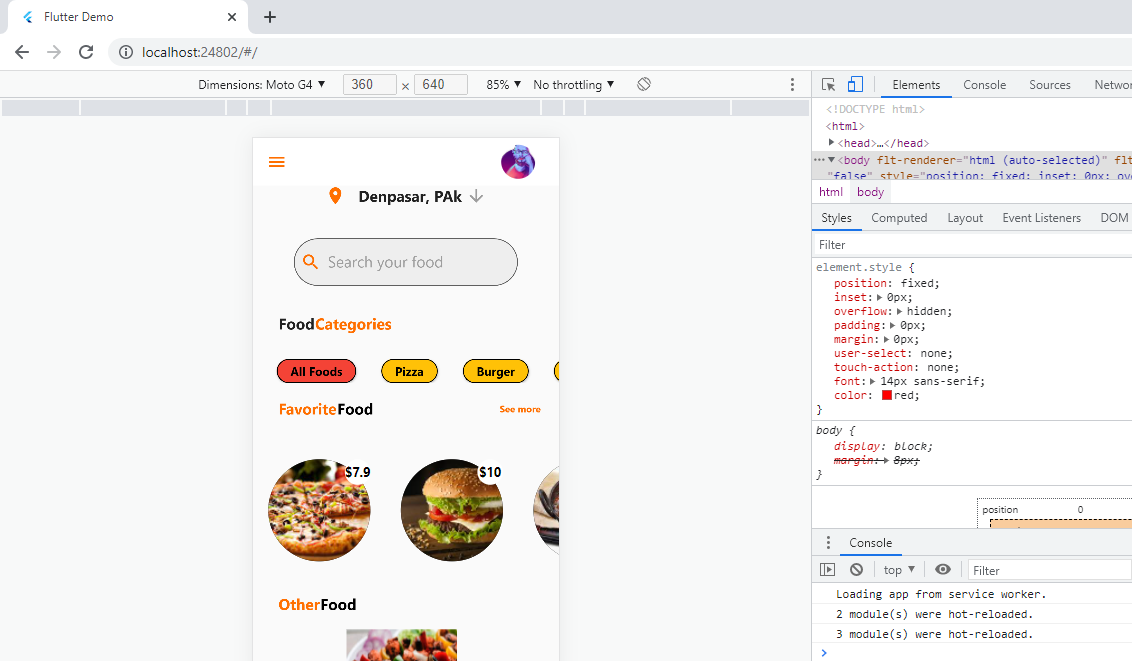 Flutter Demo
localhost:24802/#/
Dimensions: Moto G4 ▼ 360 × 640 85% ▼ No throttling ▼
Elements Console Sources Networ
<!DOCTYPE html>
<html>
▶<head>…</head>
…▼<body flt-renderer="html (auto-selected)" flt
"false" style="position: fixed; inset: 0px; ov
html body
Styles Computed Layout Event Listeners DOM
Filter
element.style {
position: fixed;
inset:▶0px;
overflow:▶hidden;
padding:▶0px;
margin:▶0px;
user-select: none;
touch-action: none;
font:▶14px sans-serif;
color: red;
}
body {
display: block;
margin:▶8px;
}
position 0
Console
top ▼ Filter
Loading app from service worker.
2 module(s) were hot-reloaded.
3 module(s) were hot-reloaded.
Denpasar, PAk
Search your food
FoodCategories
All Foods Pizza Burger
FavoriteFood See more
$7.9 $10
OtherFood